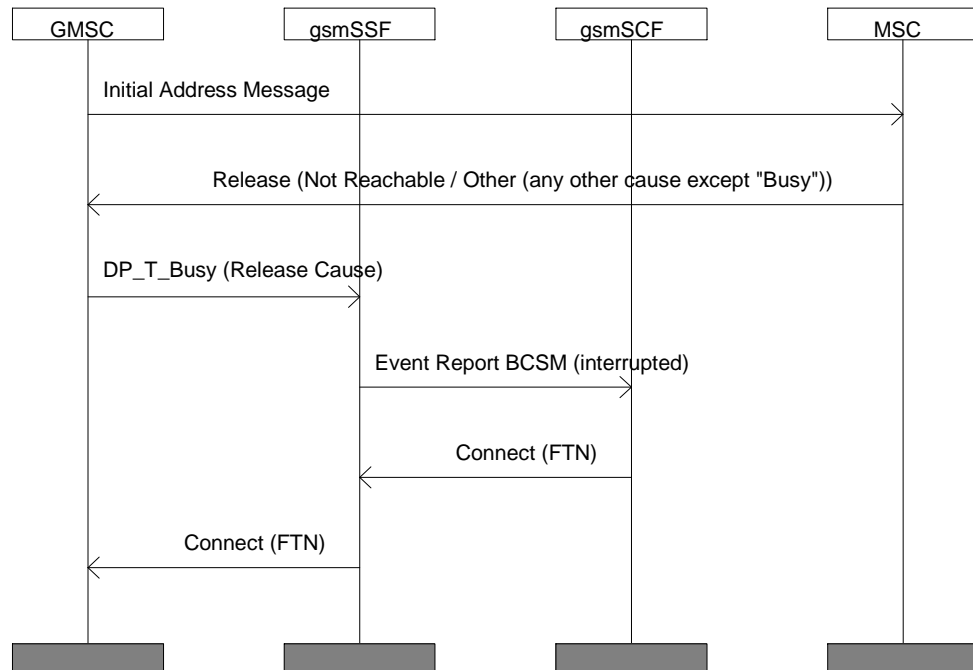 GMSC gsmSSF gsmSCF MSC
Initial Address Message
Release (Not Reachable / Other (any other cause except "Busy"))
DP_T_Busy (Release Cause)
Event Report BCSM (interrupted)
Connect (FTN)
Connect (FTN)